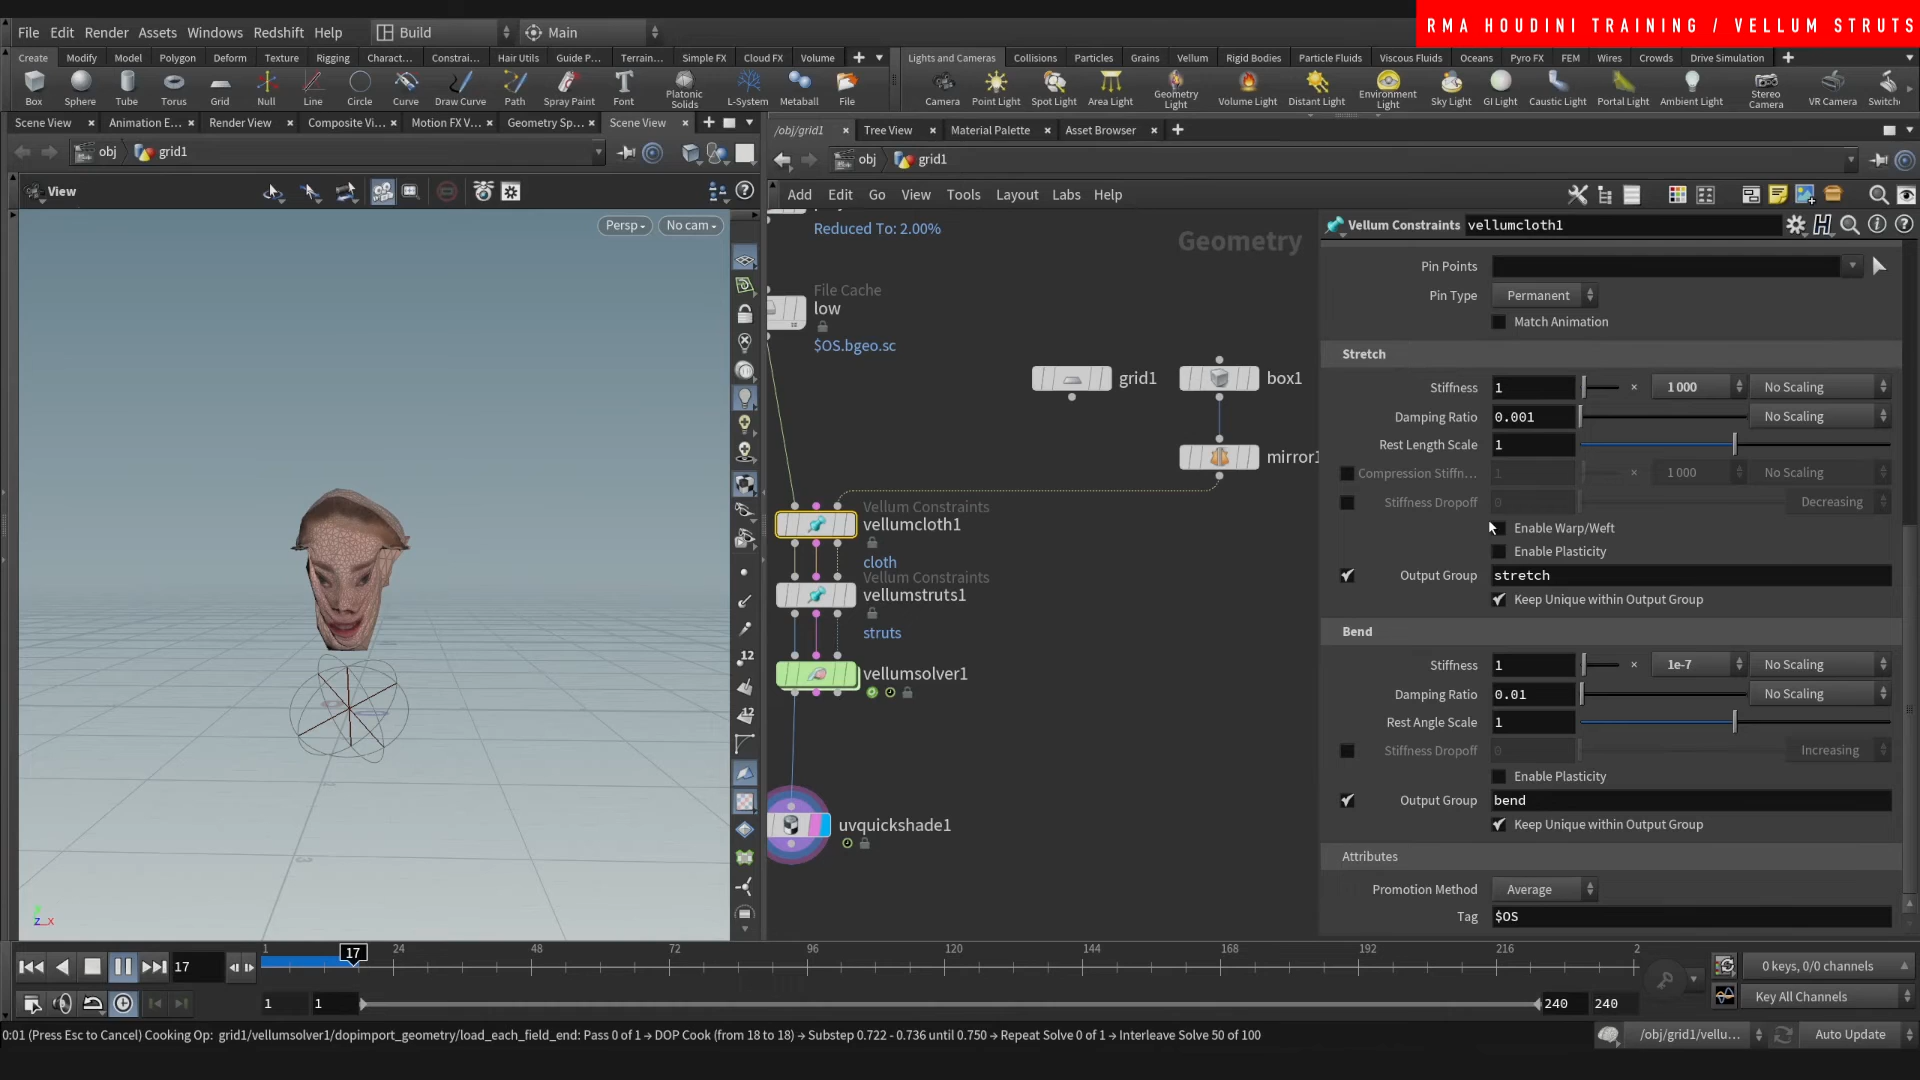 RMA HOUDINI TRAINING / VELLUM STRUTS
File Edit Render Assets Windows Redshift Help Build Main
Create Modify Model Polygon Deform Texture Rigging Charact... Constrai... Hair Utils Guide P... Terrain... Simple FX Cloud FX Volume
Lights and Cameras Collisions Particles Grains Vellum Rigid Bodies Particle Fluids Viscous Fluids Oceans Pyro FX FEM Wires Crowds Drive Simulation
Box Sphere Tube Torus Grid Null Line Circle Curve Draw Curve Path Spray Paint Font Platonic Solids L-System Metaball File
Camera Point Light Spot Light Area Light Geometry Light Volume Light Distant Light Environment Light Sky Light GI Light Caustic Light Portal Light Ambient Light Stereo Camera VR Camera Switch
Scene View Animation E... Render View Composite Vi... Motion FX V... Geometry Sp... Scene View
/obj/grid1 Tree View Material Palette Asset Browser
obj grid1
obj grid1
View
Persp No cam
Add Edit Go View Tools Layout Labs Help
Reduced To: 2.00%
Geometry
File Cache
low
$OS.bgeo.sc
grid1
box1
mirror1
Vellum Constraints
vellumcloth1
cloth
Vellum Constraints
vellumstruts1
struts
vellumsolver1
uvquickshade1
12
12
Z X
Vellum Constraints vellumcloth1
Pin Points
Pin Type Permanent
Match Animation
Stretch
Stiffness 1 × 1000 No Scaling
Damping Ratio 0.001 No Scaling
Rest Length Scale 1
Compression Stiffn... 1 × 1000 No Scaling
Stiffness Dropoff 0 Decreasing
Enable Warp/Weft
Enable Plasticity
Output Group stretch
Keep Unique within Output Group
Bend
Stiffness 1 × 1e-7 No Scaling
Damping Ratio 0.01 No Scaling
Rest Angle Scale 1
Stiffness Dropoff 0 Increasing
Enable Plasticity
Output Group bend
Keep Unique within Output Group
Attributes
Promotion Method Average
Tag $OS
1 17 24 48 72 96 120 144 168 192 216 2
17
0 keys, 0/0 channels
1 1 240 240
Key All Channels
0:01 (Press Esc to Cancel) Cooking Op: grid1/vellumsolver1/dopimport_geometry/load_each_field_end: Pass 0 of 1 → DOP Cook (from 18 to 18) → Substep 0.722 - 0.736 until 0.750 → Repeat Solve 0 of 1 → Interleave Solve 50 of 100
/obj/grid1/vellu... Auto Update